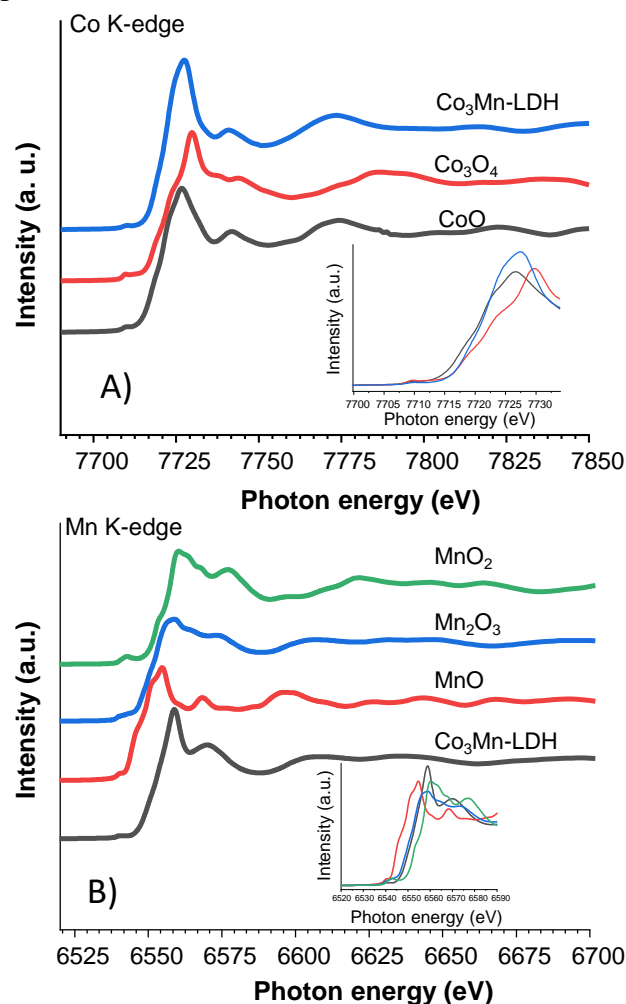 Co K-edge
Co₃Mn-LDH
Co₃O₄
CoO
Intensity (a. u.)
A)
Intensity (a.u.)
7700 7705 7710 7715 7720 7725 7730
Photon energy (eV)
7700 7725 7750 7775 7800 7825 7850
Photon energy (eV)
Mn K-edge
MnO₂
Mn₂O₃
MnO
Co₃Mn-LDH
Intensity (a.u.)
B)
Intensity (a.u.)
6520 6530 6540 6550 6560 6570 6580 6590
Photon energy (eV)
6525 6550 6575 6600 6625 6650 6675 6700
Photon energy (eV)